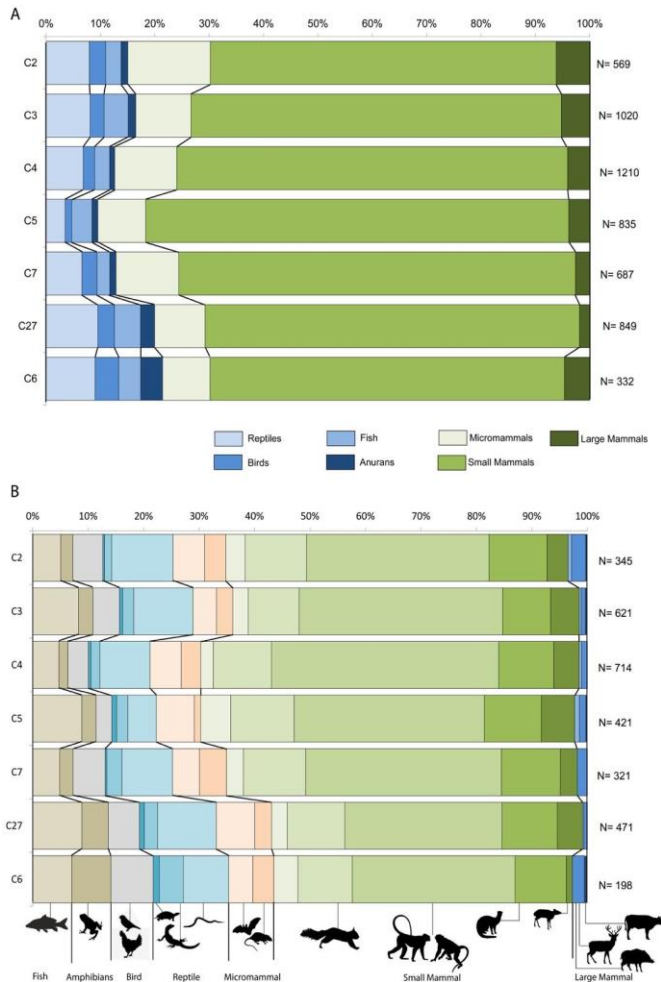 A
0% 10% 20% 30% 40% 50% 60% 70% 80% 90% 100%
C2 N= 569
C3 N= 1020
C4 N= 1210
C5 N= 835
C7 N= 687
C27 N= 849
C6 N= 332
Reptiles Fish Micromammals Large Mammals
Birds Anurans Small Mammals
B
0% 10% 20% 30% 40% 50% 60% 70% 80% 90% 100%
C2 N= 345
C3 N= 621
C4 N= 714
C5 N= 421
C7 N= 321
C27 N= 471
C6 N= 198
Fish Amphibians Bird Reptile Micromammal Small Mammal Large Mammal